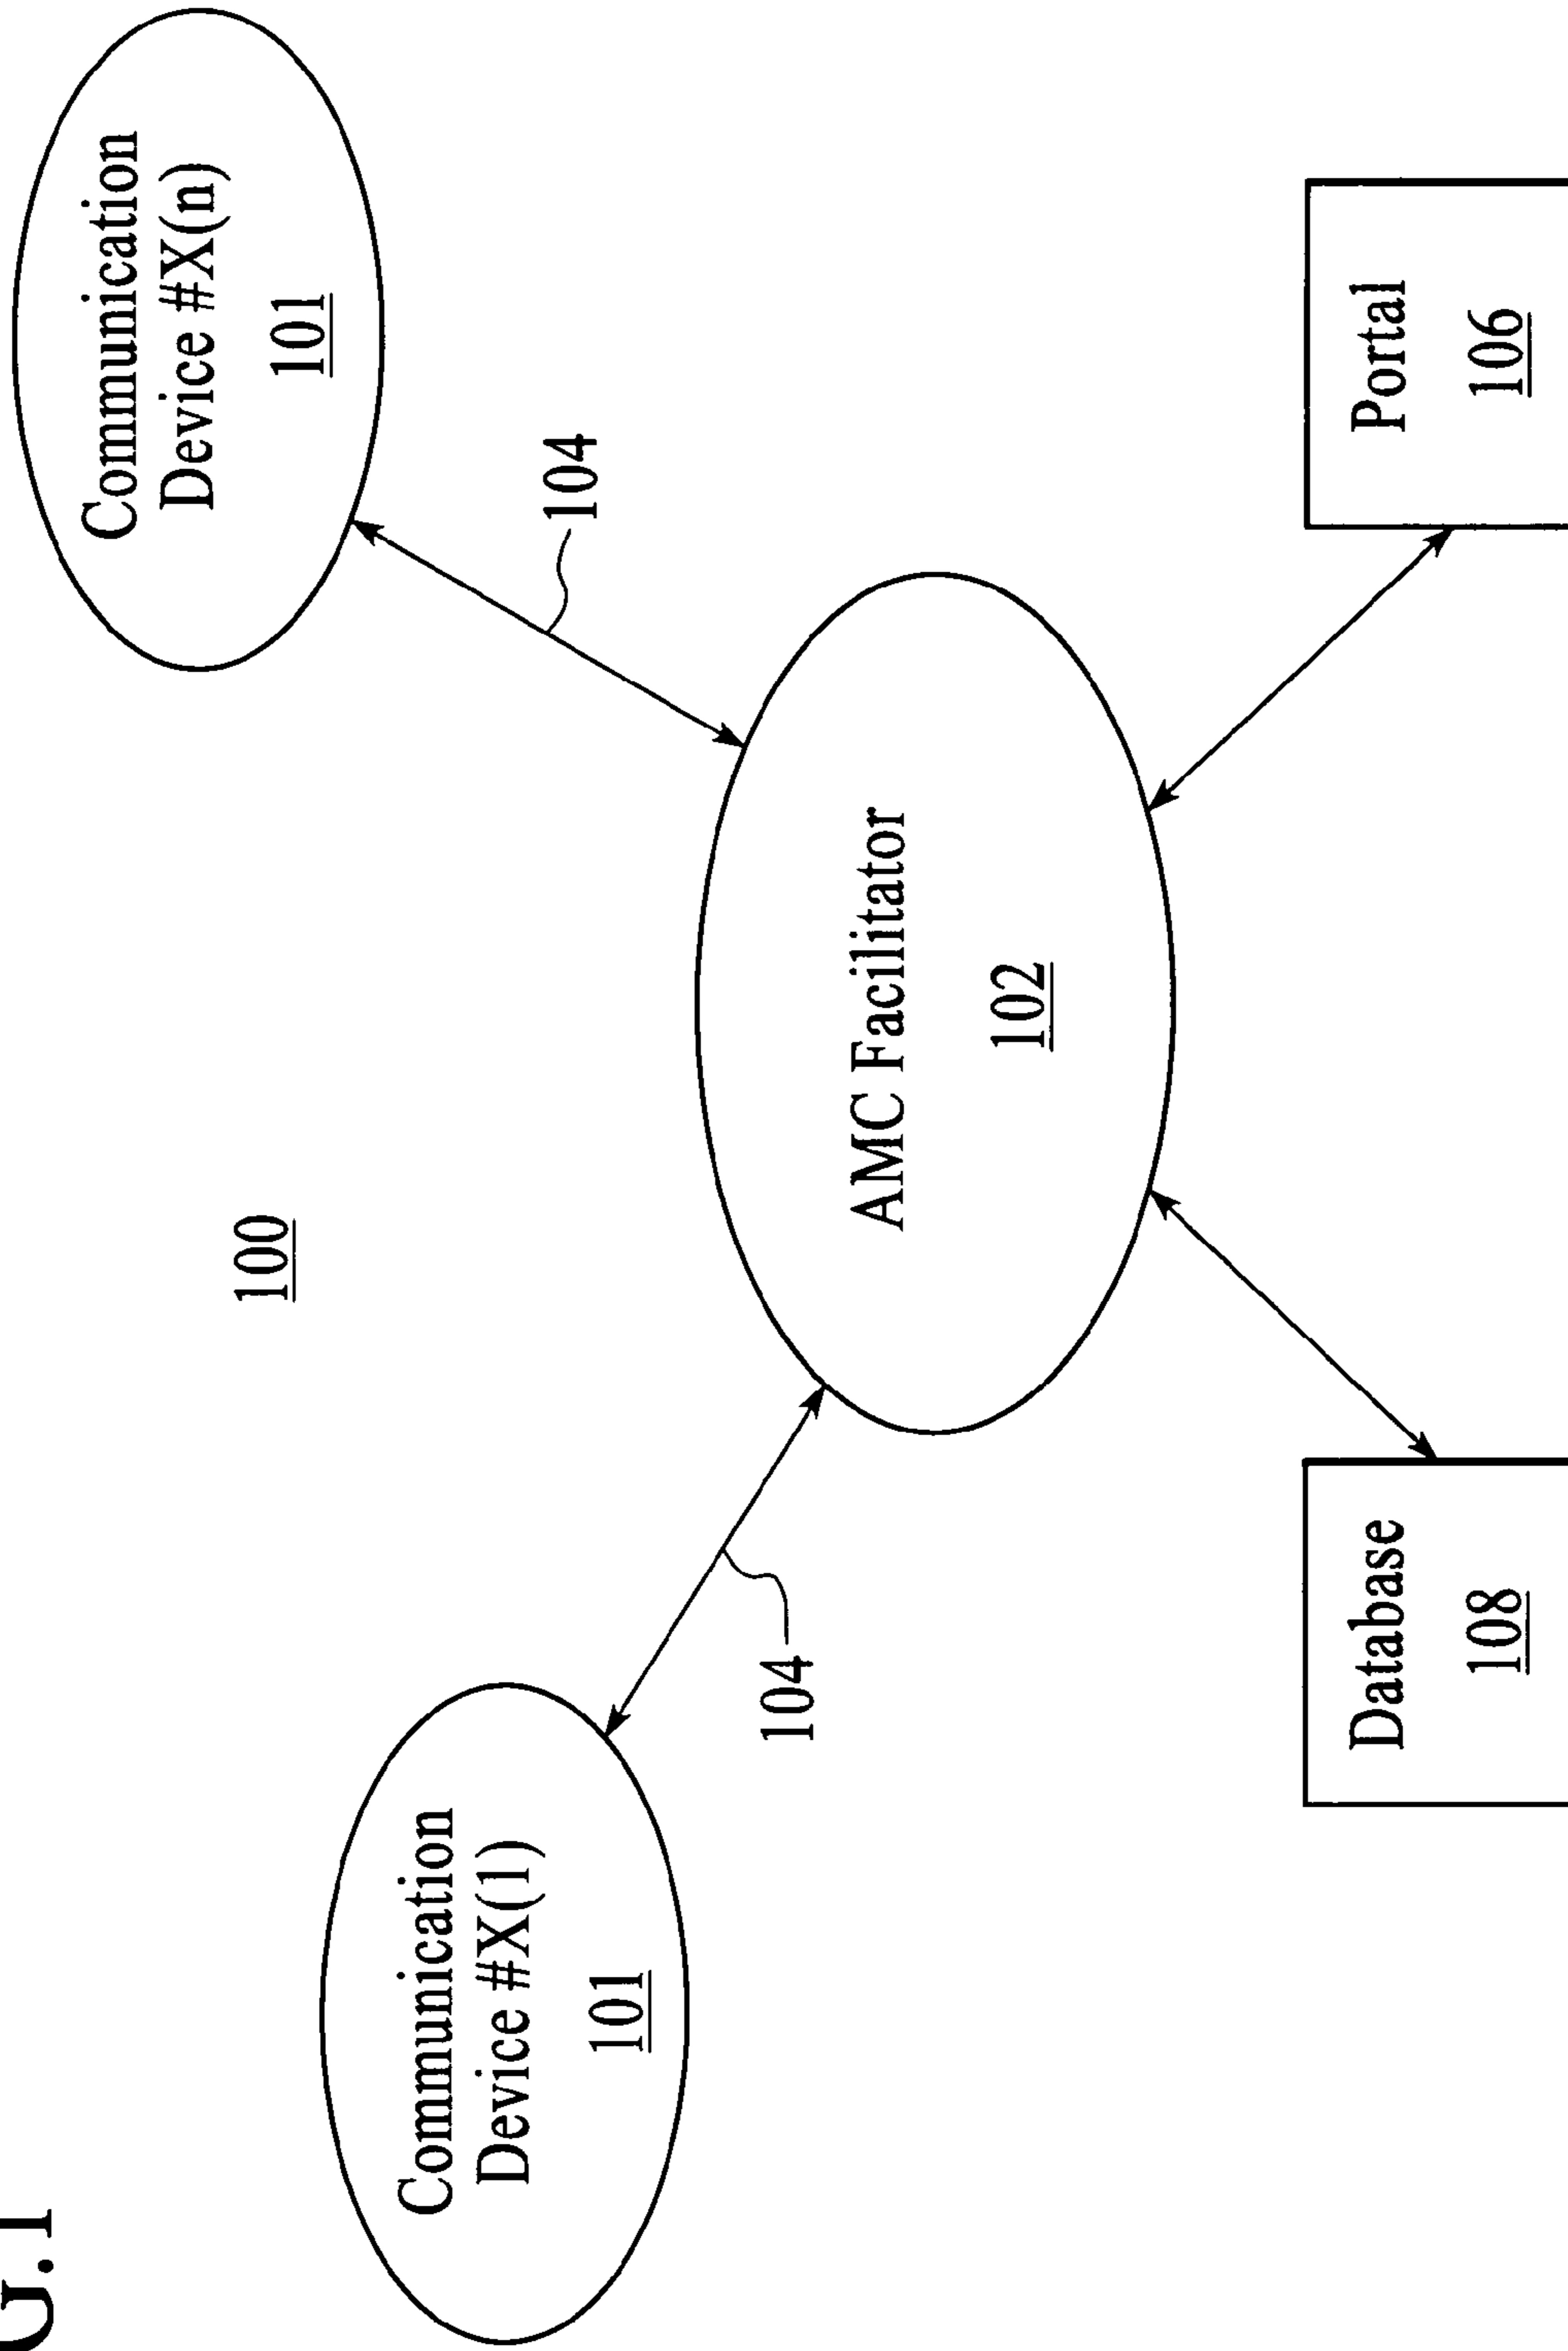 G.1
100
Communication
Device #X(1)
101
104
Communication
Device #X(n)
101
104
AMC Facilitator
102
Database
108
Portal
106